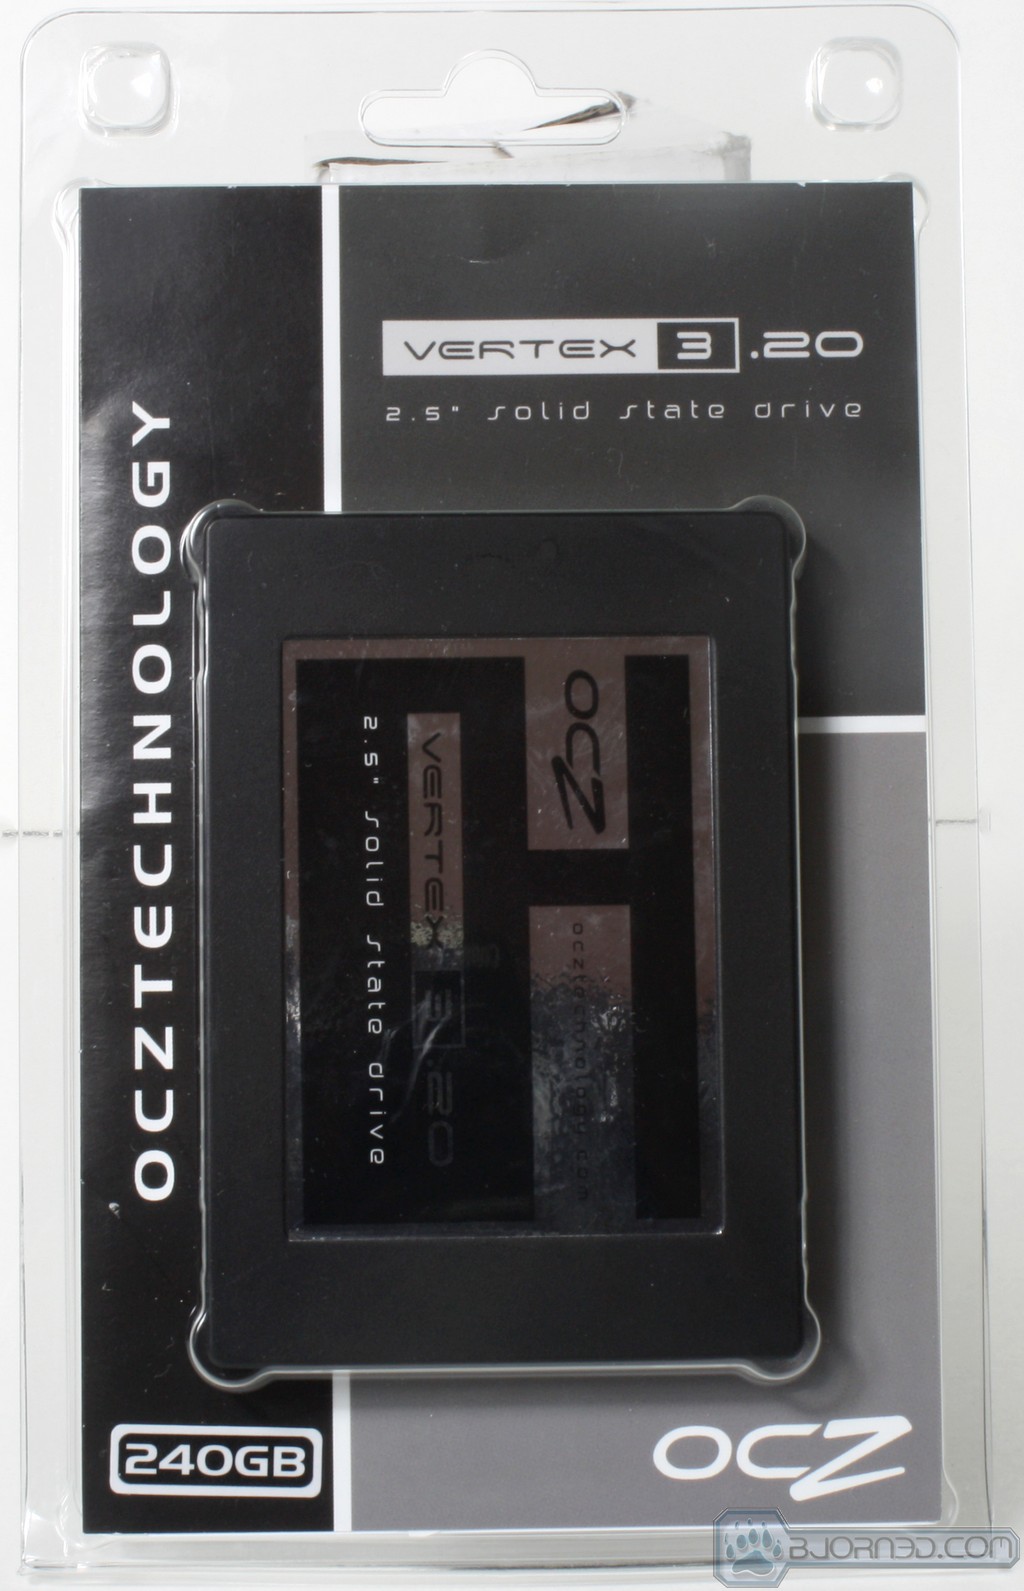 VERTEX 3.20
2.5" solid state drive
OCZTECHNOLOGY
OCZ
ocztechnology.com
VERTEX 3.20
2.5" solid state drive
240GB
OCZ
BJORN3D.COM